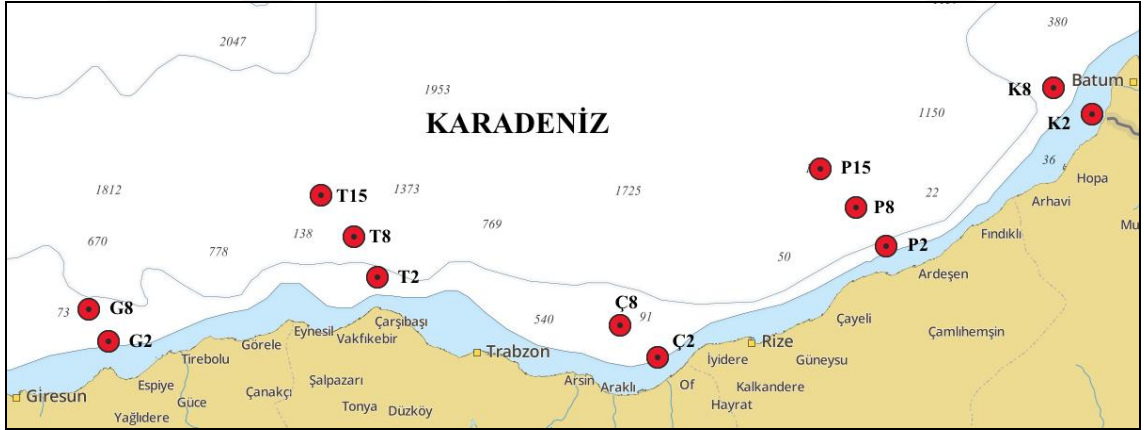 380
2047
K8
Batum
1953
KARADENİZ
1150
K2
36
P15
Hopa
1812
T15
1373
1725
22
Arhavi
P8
138
T8
769
Fındıklı
670
778
50
P2
T2
Ardeşen
73
G8
Ç8
91
Çarşıbaşı
540
Çayeli
G2
Eynesil
Vakfıkebir
Görele
Tirebolu
Trabzon
Ç2
Rize
Çamlıhemşin
İyidere
Güneysu
Espiye
Çanakçı
Şalpazarı
Arsin
Araklı
Of
Kalkandere
Giresun
Güce
Yağlıdere
Tonya
Düzköy
Hayrat